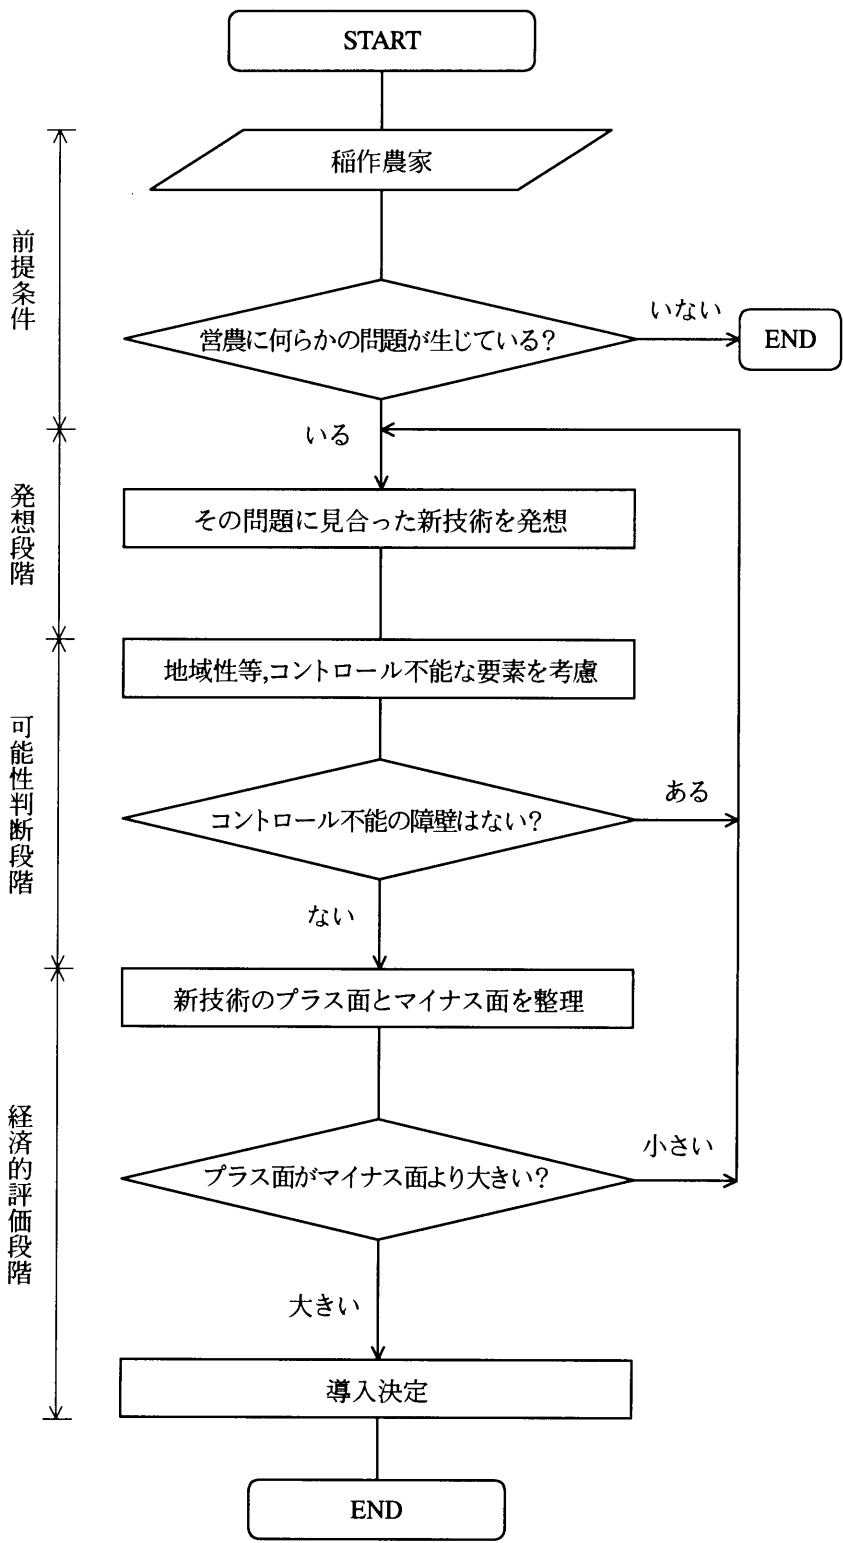 START
稲作農家
前提条件
営農に何らかの問題が生じている?
いない
END
いる
発想段階
その問題に見合った新技術を発想
地域性等,コントロール不能な要素を考慮
可能性判断段階
コントロール不能の障壁はない?
ある
ない
新技術のプラス面とマイナス面を整理
経済的評価段階
プラス面がマイナス面より大きい?
小さい
大きい
導入決定
END